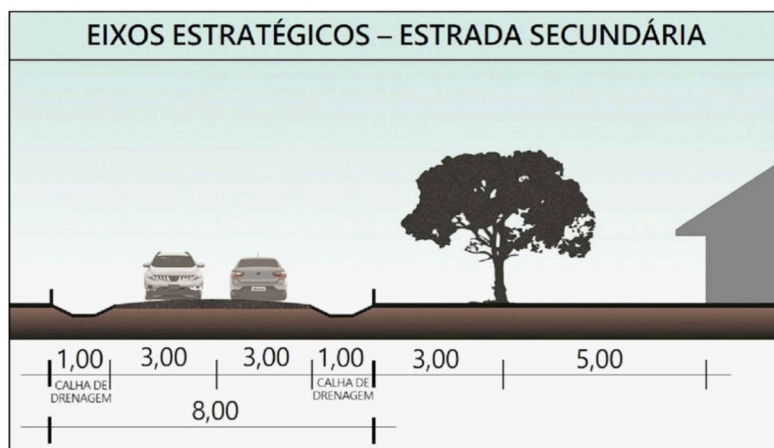 EIXOS ESTRATÉGICOS – ESTRADA SECUNDÁRIA
1,00 3,00 3,00 1,00 3,00 5,00
CALHA DE DRENAGEM
CALHA DE DRENAGEM
8,00